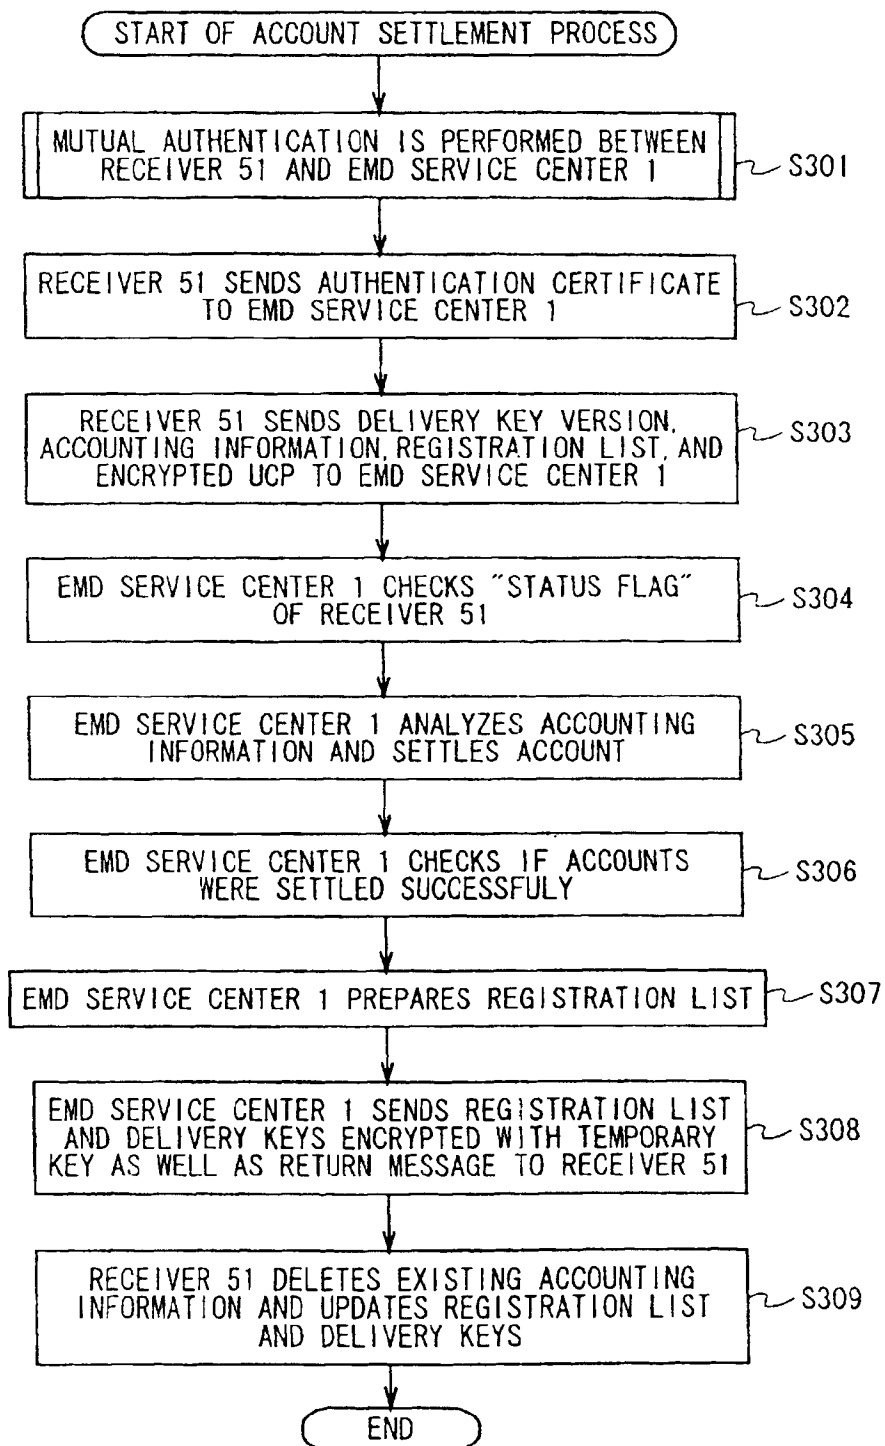 START OF ACCOUNT SETTLEMENT PROCESS
MUTUAL AUTHENTICATION IS PERFORMED BETWEEN
RECEIVER 51 AND EMD SERVICE CENTER 1
S301
RECEIVER 51 SENDS AUTHENTICATION CERTIFICATE
TO EMD SERVICE CENTER 1
S302
RECEIVER 51 SENDS DELIVERY KEY VERSION,
ACCOUNTING INFORMATION, REGISTRATION LIST, AND
ENCRYPTED UCP TO EMD SERVICE CENTER 1
S303
EMD SERVICE CENTER 1 CHECKS "STATUS FLAG"
OF RECEIVER 51
S304
EMD SERVICE CENTER 1 ANALYZES ACCOUNTING
INFORMATION AND SETTLES ACCOUNT
S305
EMD SERVICE CENTER 1 CHECKS IF ACCOUNTS
WERE SETTLED SUCCESSFULY
S306
EMD SERVICE CENTER 1 PREPARES REGISTRATION LIST
S307
EMD SERVICE CENTER 1 SENDS REGISTRATION LIST
AND DELIVERY KEYS ENCRYPTED WITH TEMPORARY
KEY AS WELL AS RETURN MESSAGE TO RECEIVER 51
S308
RECEIVER 51 DELETES EXISTING ACCOUNTING
INFORMATION AND UPDATES REGISTRATION LIST
AND DELIVERY KEYS
S309
END